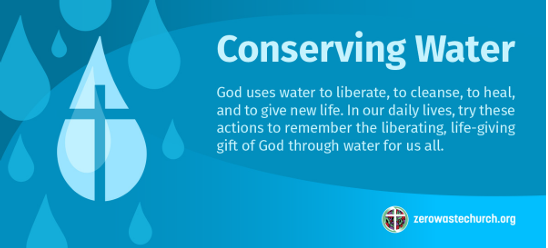 Conserving Water
God uses water to liberate, to cleanse, to heal,
and to give new life. In our daily lives, try these
actions to remember the liberating, life-giving
gift of God through water for us all.
zerowastechurch.org